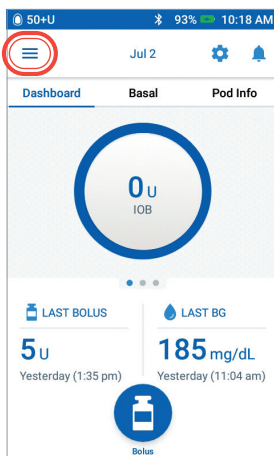 50+U 93% 10:18 AM
Jul 2
Dashboard Basal Pod Info
0 U
IOB
LAST BOLUS LAST BG
5 U 185 mg/dL
Yesterday (1:35 pm) Yesterday (11:04 am)
Bolus